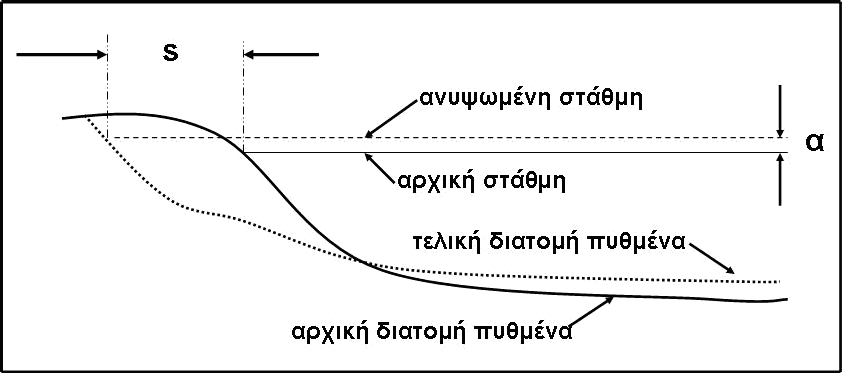 s
ανυψωμένη στάθμη
α
αρχική στάθμη
τελική διατομή πυθμένα
αρχική διατομή πυθμένα